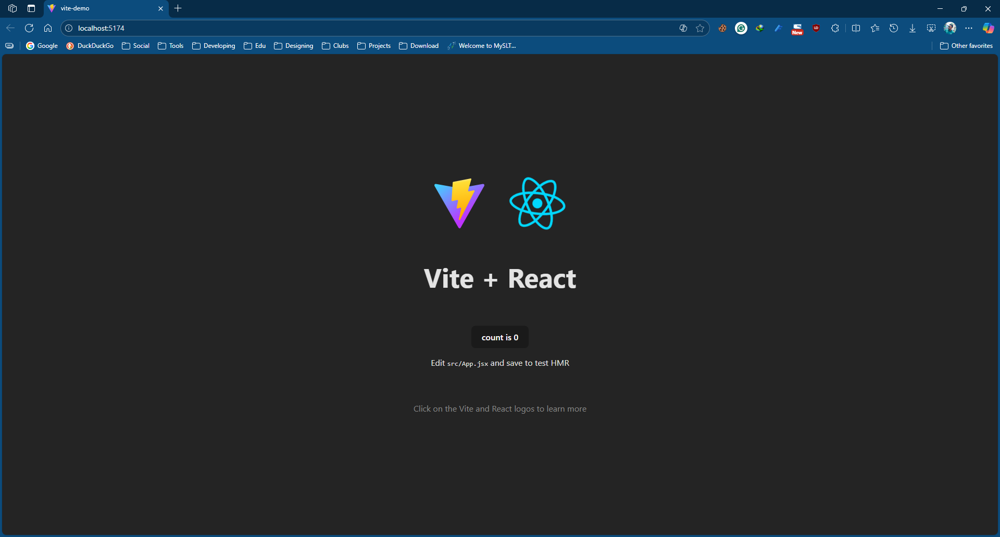 vite-demo
localhost:5174
New
UD
Google
DuckDuckGo
Social
Tools
Developing
Edu
Designing
Clubs
Projects
Download
Welcome to MySLT...
Other favorites
Vite + React
count is 0
Edit src/App.jsx and save to test HMR
Click on the Vite and React logos to learn more